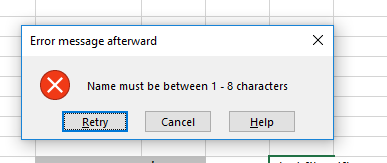 Error message afterward
Name must be between 1 - 8 characters
Retry Cancel Help